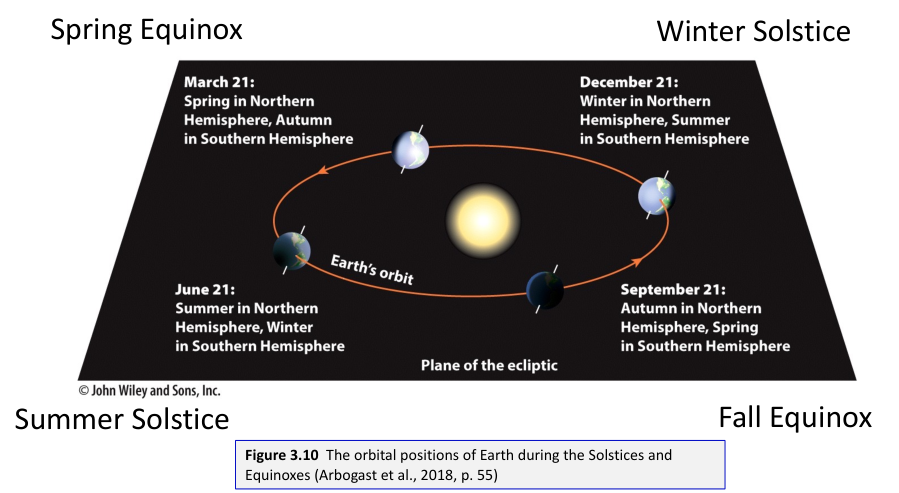 Spring Equinox
Winter Solstice
March 21:
Spring in Northern
Hemisphere, Autumn
in Southern Hemisphere
December 21:
Winter in Northern
Hemisphere, Summer
in Southern Hemisphere
Earth's orbit
June 21:
Summer in Northern
Hemisphere, Winter
in Southern Hemisphere
September 21:
Autumn in Northern
Hemisphere, Spring
in Southern Hemisphere
Plane of the ecliptic
© John Wiley and Sons, Inc.
Summer Solstice
Fall Equinox
Figure 3.10 The orbital positions of Earth during the Solstices and
Equinoxes (Arbogast et al., 2018, p. 55)